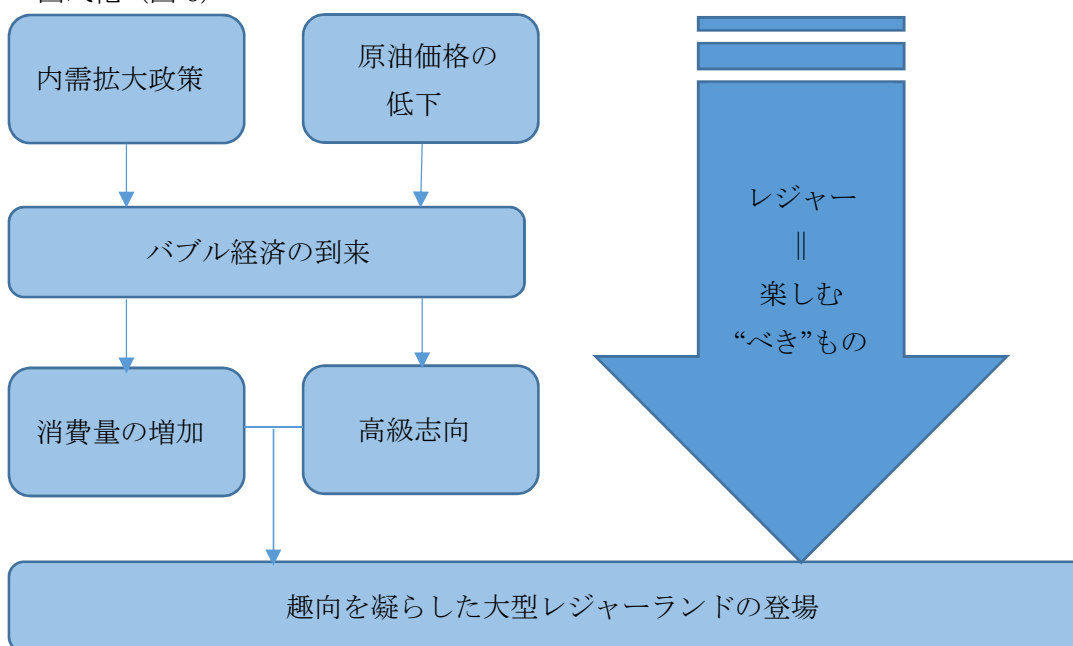 内需拡大政策
原油価格の
低下
バブル経済の到来
消費量の増加
高級志向
レジャー
‖
楽しむ
“べき”もの
趣向を凝らした大型レジャーランドの登場